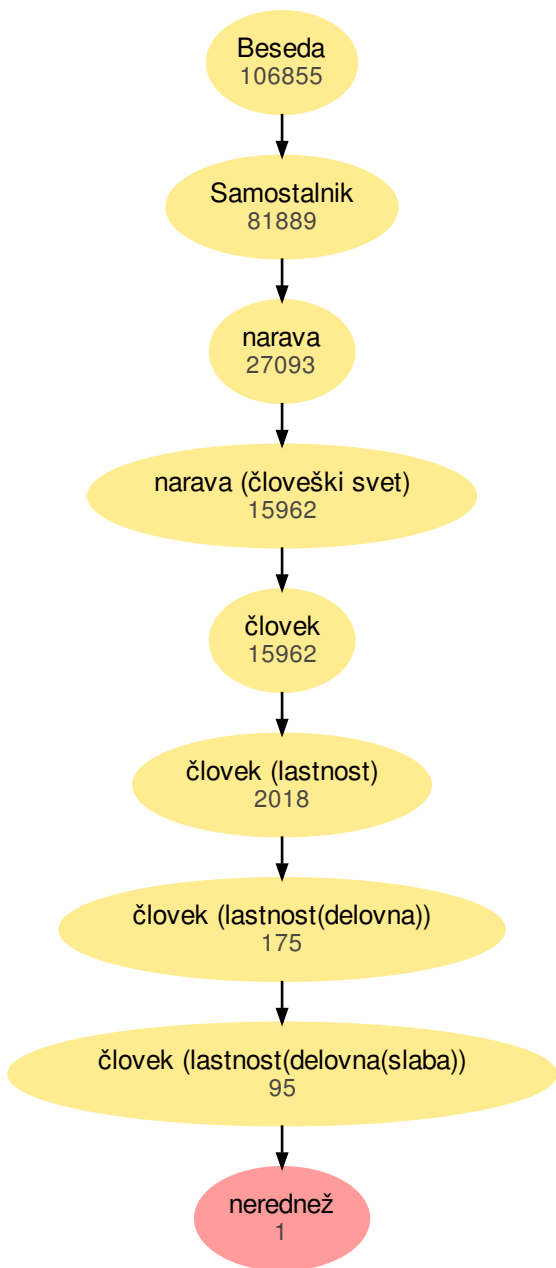 Beseda
106855
Samostalnik
81889
narava
27093
narava (človeški svet)
15962
človek
15962
človek (lastnost)
2018
človek (lastnost(delovna))
175
človek (lastnost(delovna(slaba))
95
nerednež
1